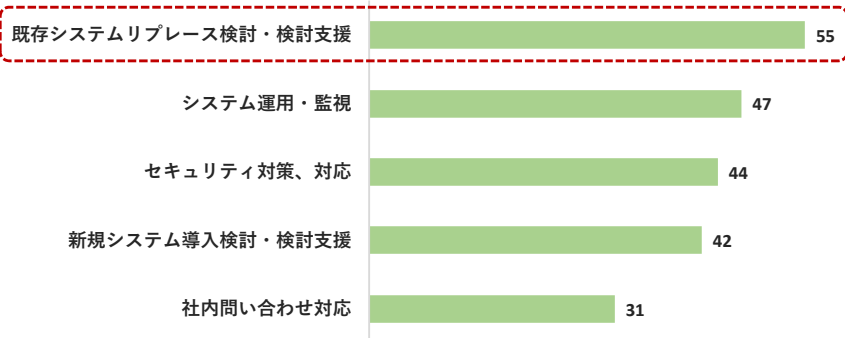 既存システムリプレース検討・検討支援 55
システム運用・監視 47
セキュリティ対策、対応 44
新規システム導入検討・検討支援 42
社内問い合わせ対応 31